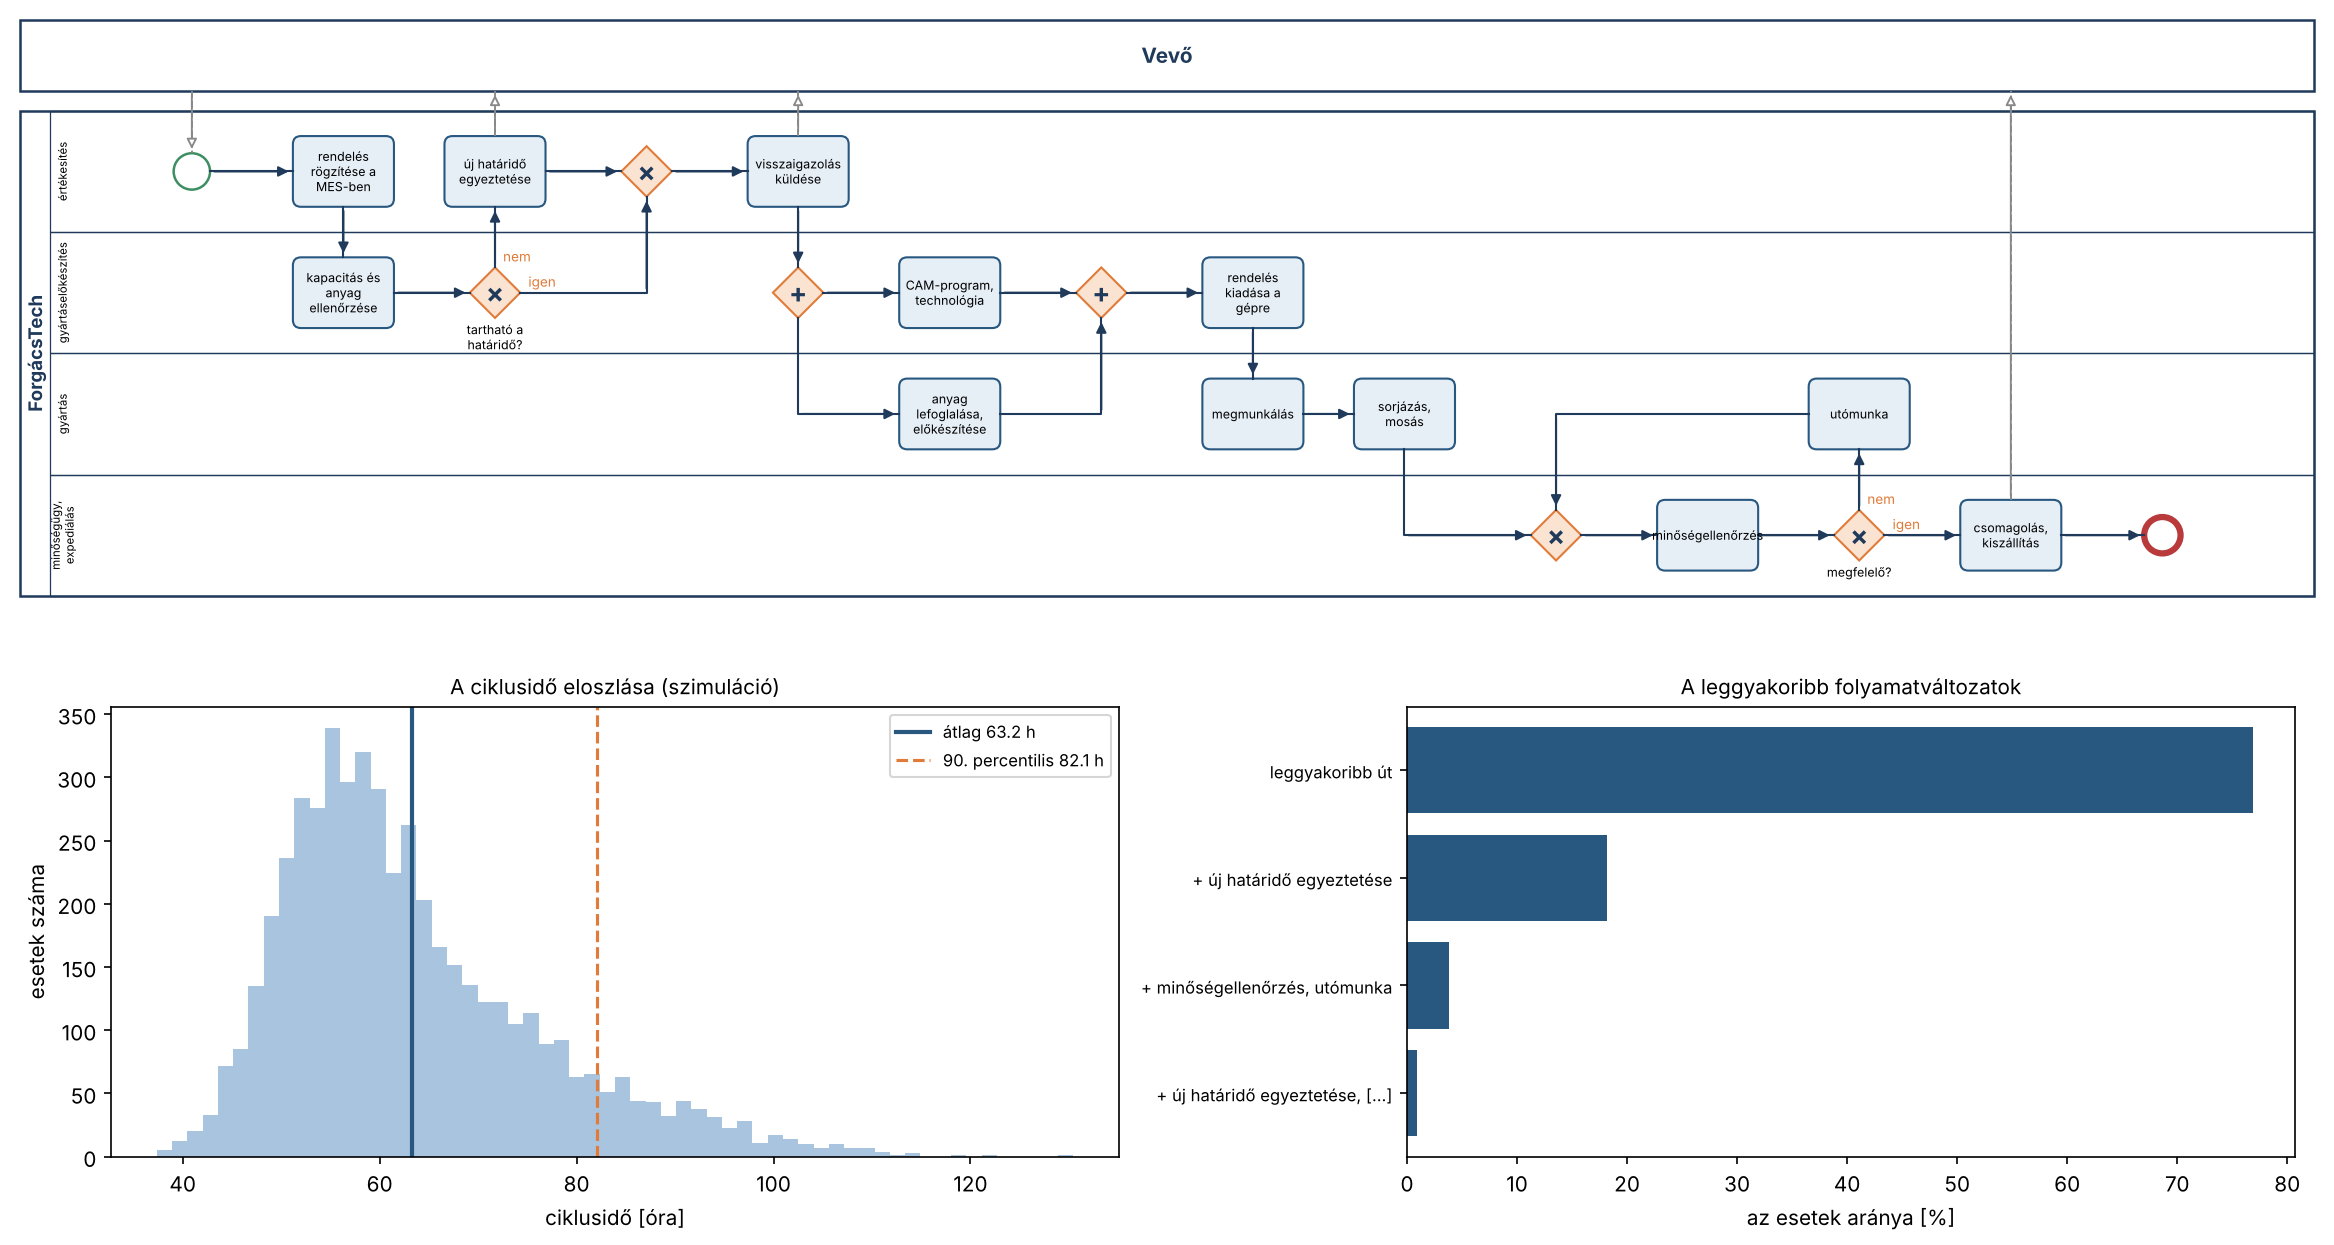 Vevő
ForgácsTech
értékesítés
rendelés
rögzítése a
MES-ben
új határidő
egyeztetése
visszaigazolás
küldése
gyártáselőkészítés
kapacitás és
anyag
ellenőrzése
nem
igen
tartható a
határidő?
CAM-program,
technológia
rendelés
kiadása a
gépre
gyártás
anyag
lefoglalása,
előkészítése
megmunkálás
sorjázás,
mosás
utómunka
minőségügy,
expediálás
minőségellenőrzés
nem
igen
megfelelő?
csomagolás,
kiszállítás
A ciklusidő eloszlása (szimuláció)
350
300
250
200
150
100
50
0
esetek száma
átlag 63.2 h
90. percentilis 82.1 h
40
60
80
100
120
ciklusidő [óra]
A leggyakoribb folyamatváltozatok
leggyakoribb út
+ új határidő egyeztetése
+ minőségellenőrzés, utómunka
+ új határidő egyeztetése, [...]
0
10
20
30
40
50
60
70
80
az esetek aránya [%]